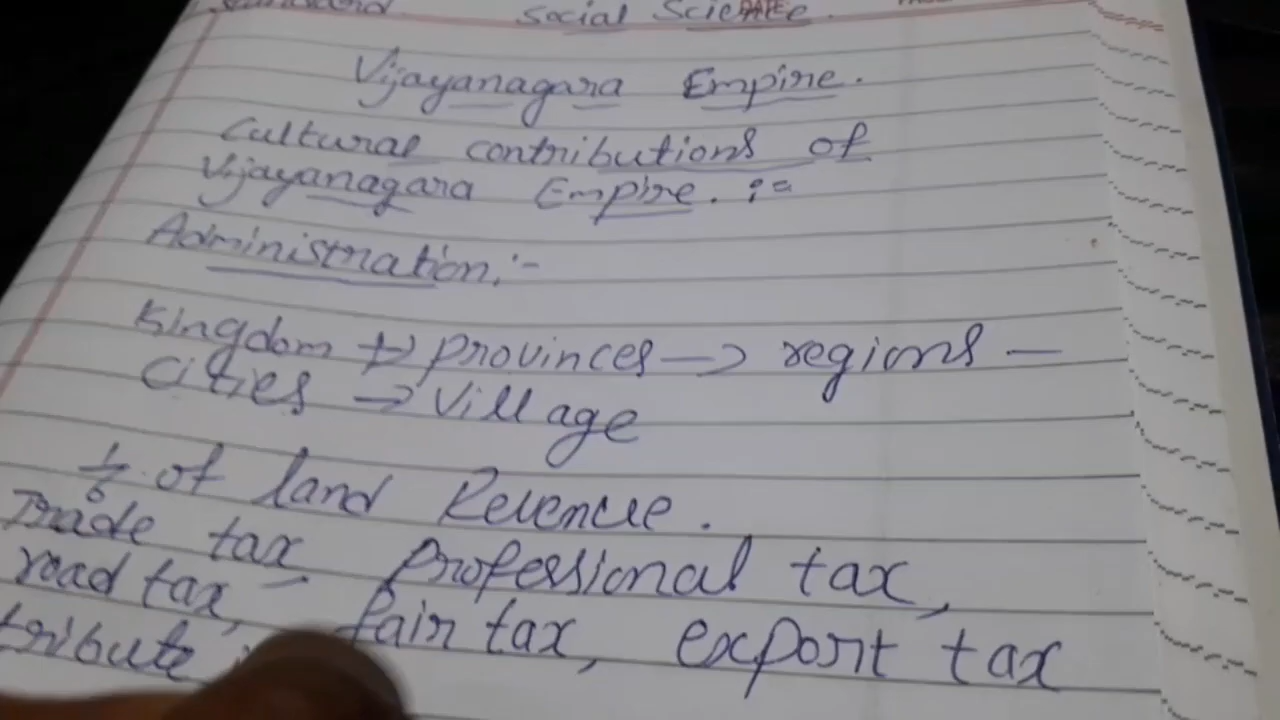 Social Science.
DATE
Vijayanagara Empire.
Cultural contributions of
Vijayanagara Empire. :=
Administration:-
Kingdom → provinces → regions —
Cities → Village
1/6 of land Revenue.
Trade tax, Professional tax,
road tax, fair tax, export tax
tribute